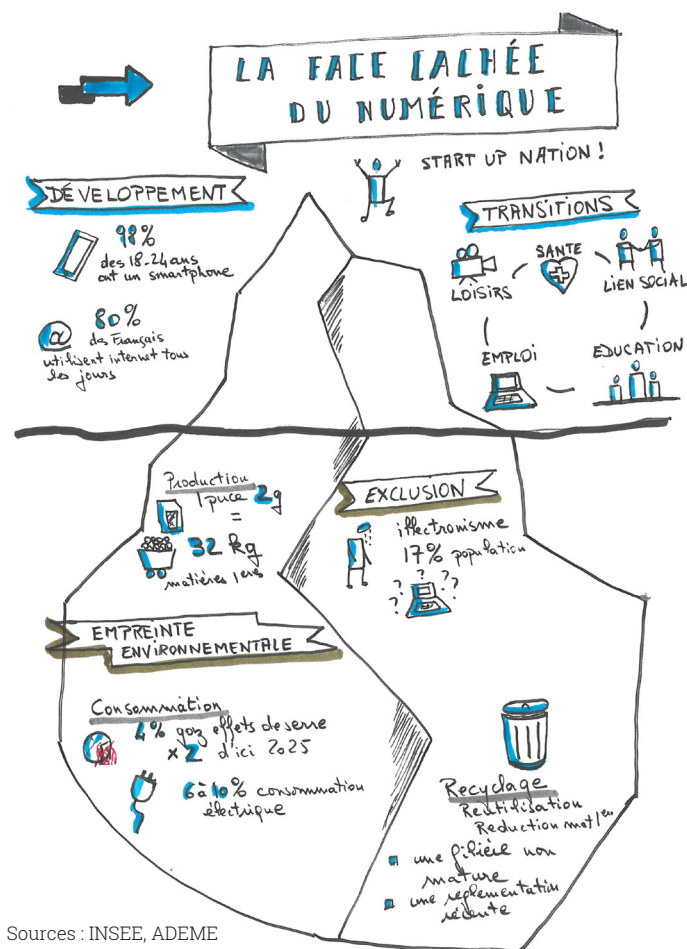 LA FACE CACHÉE
DU NUMÉRIQUE
START UP NATION !
DÉVELOPPEMENT
98%
des 18-24 ans
ont un smartphone
@ 80%
des Français
utilisent internet tous
les jours
TRANSITIONS
SANTE
LOISIRS
LIEN SOCIAL
EMPLOI
EDUCATION
Production
1 puce 2g
=
32 kg
matières 1ères
EXCLUSION
illectronisme
17% population
? ? ? ? ?
EMPREINTE
ENVIRONNEMENTALE
Consommation
4% gaz effets de serre
x2 d'ici 2025
6 à 10% consommation
électrique
Recyclage
Réutilisation
Réduction mat/en
une filière non
mature
une réglementation
récente
Sources : INSEE, ADEME